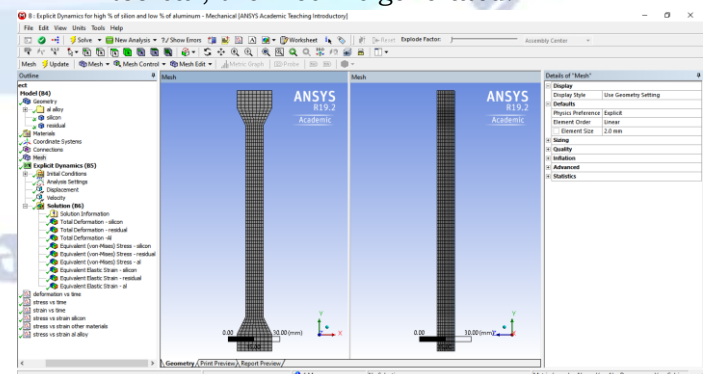 B : Explicit Dynamics for high % of silion and low % of aluminum - Mechanical [ANSYS Academic Teaching Introductory]
File Edit View Units Tools Help
Solve New Analysis ?/ Show Errors Worksheet Reset Explode Factor: Assembly Center
Mesh Update Mesh Mesh Control Mesh Edit Metric Graph Probe
Outline
Mesh
Mesh
Details of "Mesh"
ect
Model (B4)
Geometry
al alloy
silicon
residual
Materials
Coordinate Systems
Connections
Mesh
Explicit Dynamics (B5)
Initial Conditions
Analysis Settings
Displacement
Velocity
Solution (B6)
Solution Information
Total Deformation - silicon
Total Deformation - residual
Total Deformation -Al
Equivalent (von-Mises) Stress - silicon
Equivalent (von-Mises) Stress - residual
Equivalent (von-Mises) Stress - al
Equivalent Elastic Strain - silicon
Equivalent Elastic Strain - residual
Equivalent Elastic Strain - al
deformation vs time
stress vs time
strain vs time
stress vs strain silicon
stress vs strain other materials
stress vs strain al alloy
ANSYS
R19.2
Academic
0.00 30.00 (mm)
Y
X
ANSYS
R19.2
Academic
0.00 30.00 (mm)
Y
Display
Display Style Use Geometry Setting
Defaults
Physics Preference Explicit
Element Order Linear
Element Size 2.0 mm
Sizing
Quality
Inflation
Advanced
Statistics
Geometry Print Preview Report Preview